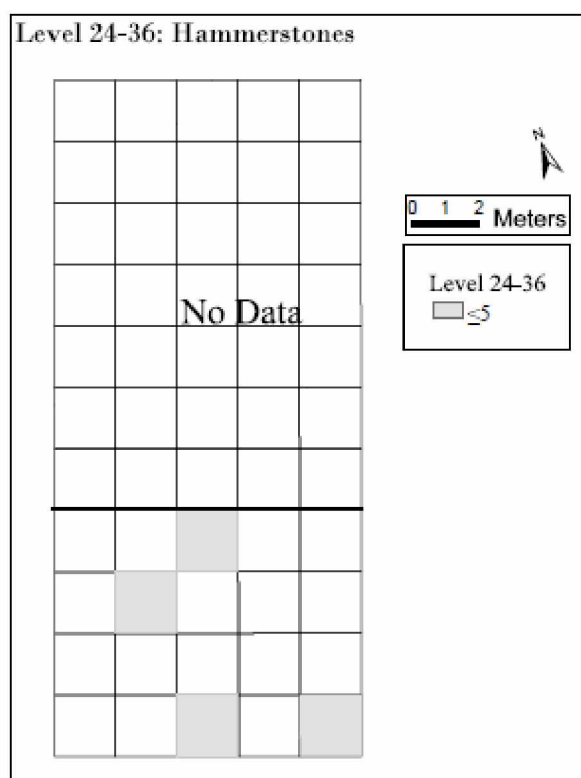 Level 24-36: Hammerstones
N
0 1 2 Meters
Level 24-36
≤5
No Data